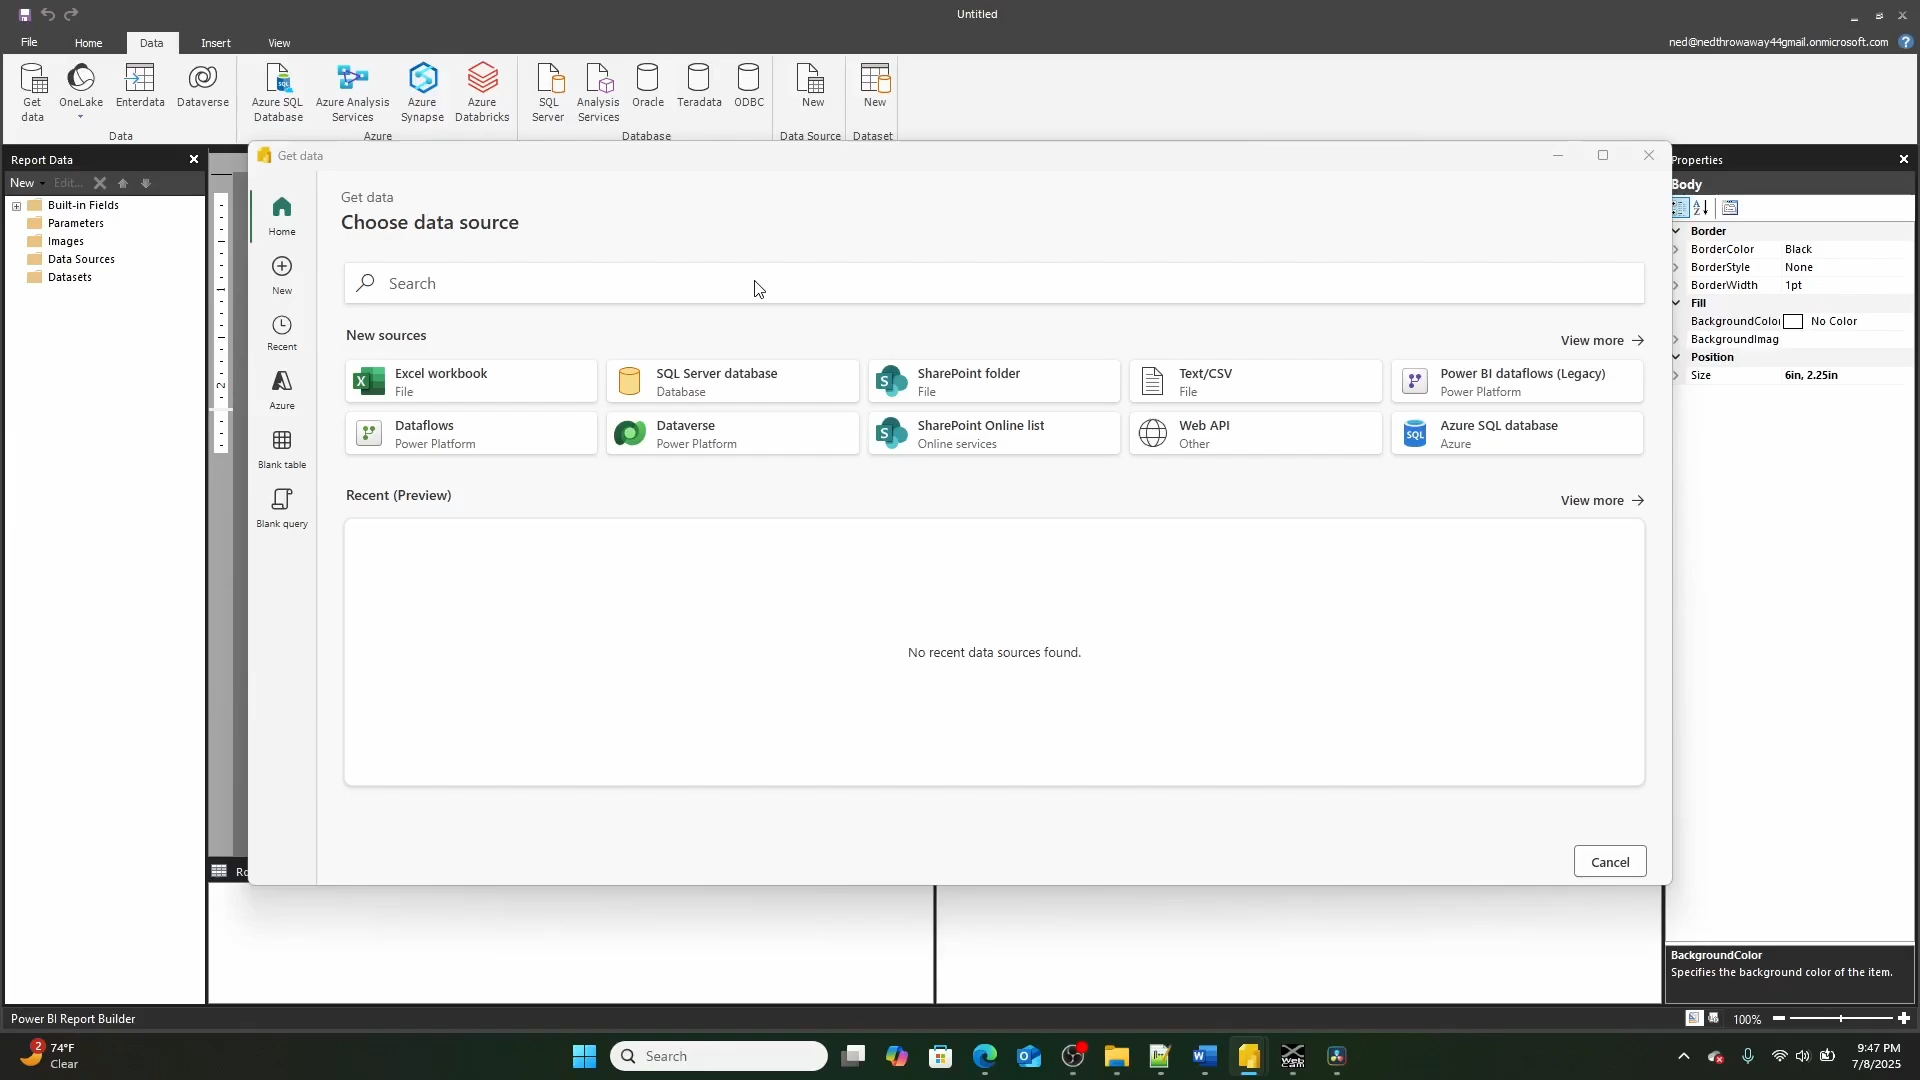 Untitled
File
Home
Data
Insert
View
ned@nedthrowaway44gmail.onmicrosoft.com
Get data
OneLake
Enterdata
Dataverse
Azure SQL Database
Azure Analysis Services
Azure Synapse
Azure Databricks
SQL Server
Analysis Services
Oracle
Teradata
ODBC
New
New
Data
Azure
Database
Data Source
Dataset
Report Data
New
Edit...
Built-in Fields
Parameters
Images
Data Sources
Datasets
Get data
Home
New
Recent
Azure
Blank table
Blank query
Get data
Choose data source
Search
New sources
View more
Excel workbook
File
SQL Server database
Database
SharePoint folder
File
Text/CSV
File
Power BI dataflows (Legacy)
Power Platform
Dataflows
Power Platform
Dataverse
Power Platform
SharePoint Online list
Online services
Web API
Other
Azure SQL database
Azure
Recent (Preview)
View more
No recent data sources found.
Cancel
Properties
Body
Border
BorderColor Black
BorderStyle None
BorderWidth 1pt
Fill
BackgroundColo No Color
BackgroundImag
Position
Size 6in, 2.25in
BackgroundColor
Specifies the background color of the item.
Power BI Report Builder
100%
2
74°F
Clear
Search
9:47 PM
7/8/2025